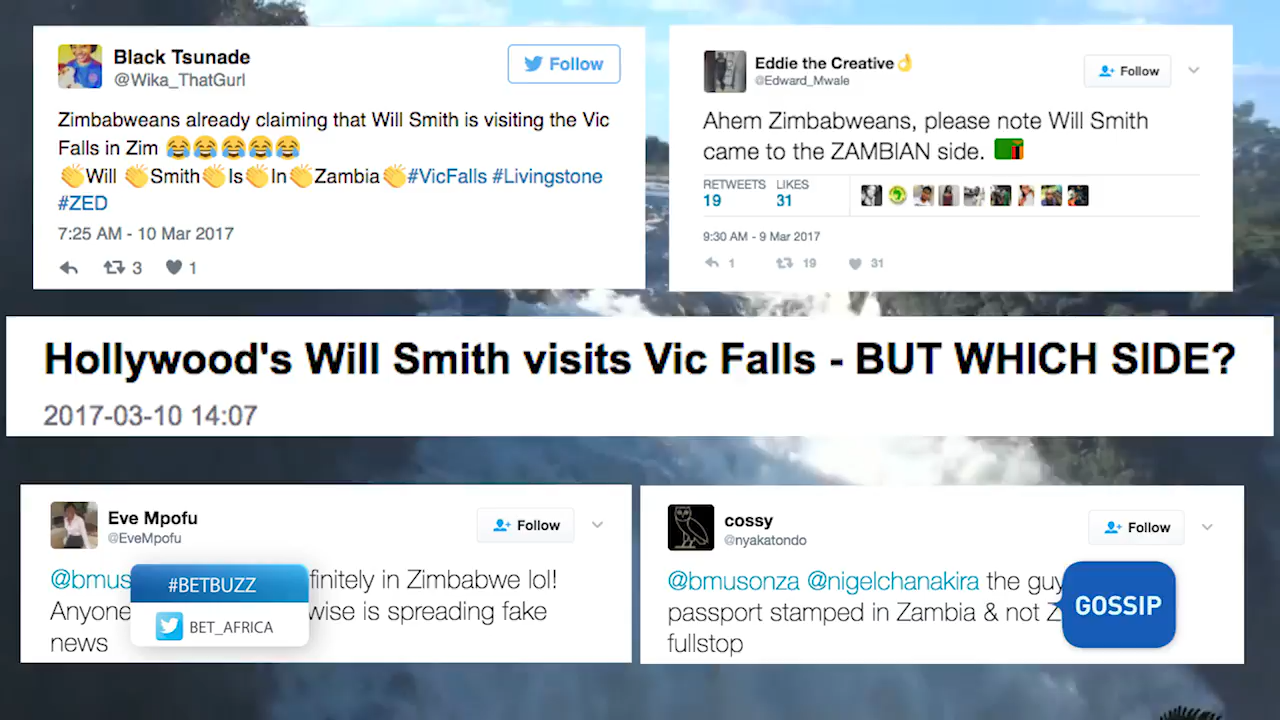 Black Tsunade
@Wika_ThatGurl
Follow
Zimbabweans already claiming that Will Smith is visiting the Vic
Falls in Zim 😂😂😂😂😂
👏Will 👏Smith👏Is👏In👏Zambia👏#VicFalls #Livingstone
#ZED
7:25 AM - 10 Mar 2017
3 1
Eddie the Creative👌
@Edward_Mwale
Follow
Ahem Zimbabweans, please note Will Smith
came to the ZAMBIAN side. 🇿🇲
RETWEETS LIKES
19 31
9:30 AM - 9 Mar 2017
1 19 31
Hollywood's Will Smith visits Vic Falls - BUT WHICH SIDE?
2017-03-10 14:07
Eve Mpofu
@EveMpofu
Follow
@bmus finitely in Zimbabwe lol!
Anyone wise is spreading fake
news
#BETBUZZ
BET_AFRICA
cossy
@nyakatondo
Follow
@bmusonza @nigelchanakira the guy
passport stamped in Zambia & not Z
fullstop
GOSSIP